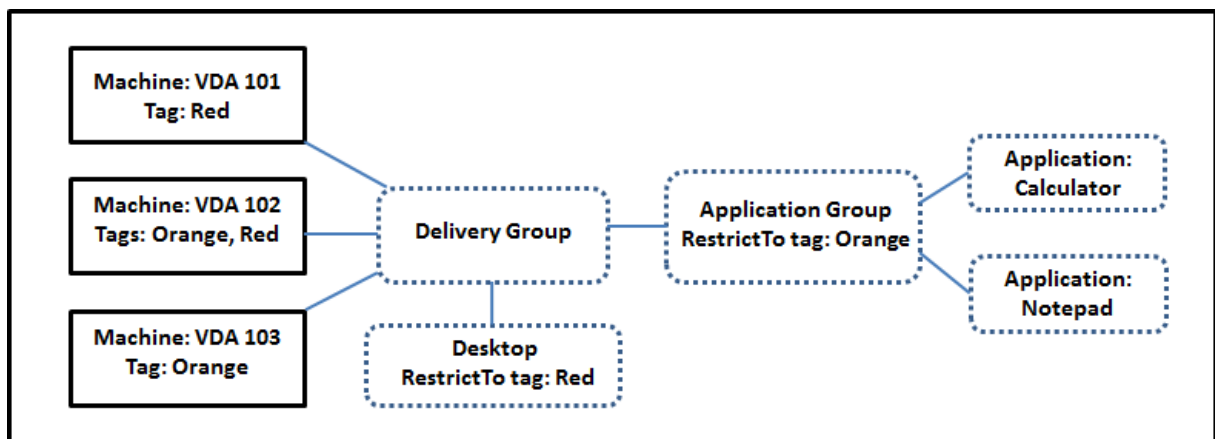 Machine: VDA 101
Tag: Red
Machine: VDA 102
Tags: Orange, Red
Machine: VDA 103
Tag: Orange
Delivery Group
Desktop
RestrictTo tag: Red
Application Group
RestrictTo tag: Orange
Application:
Calculator
Application:
Notepad